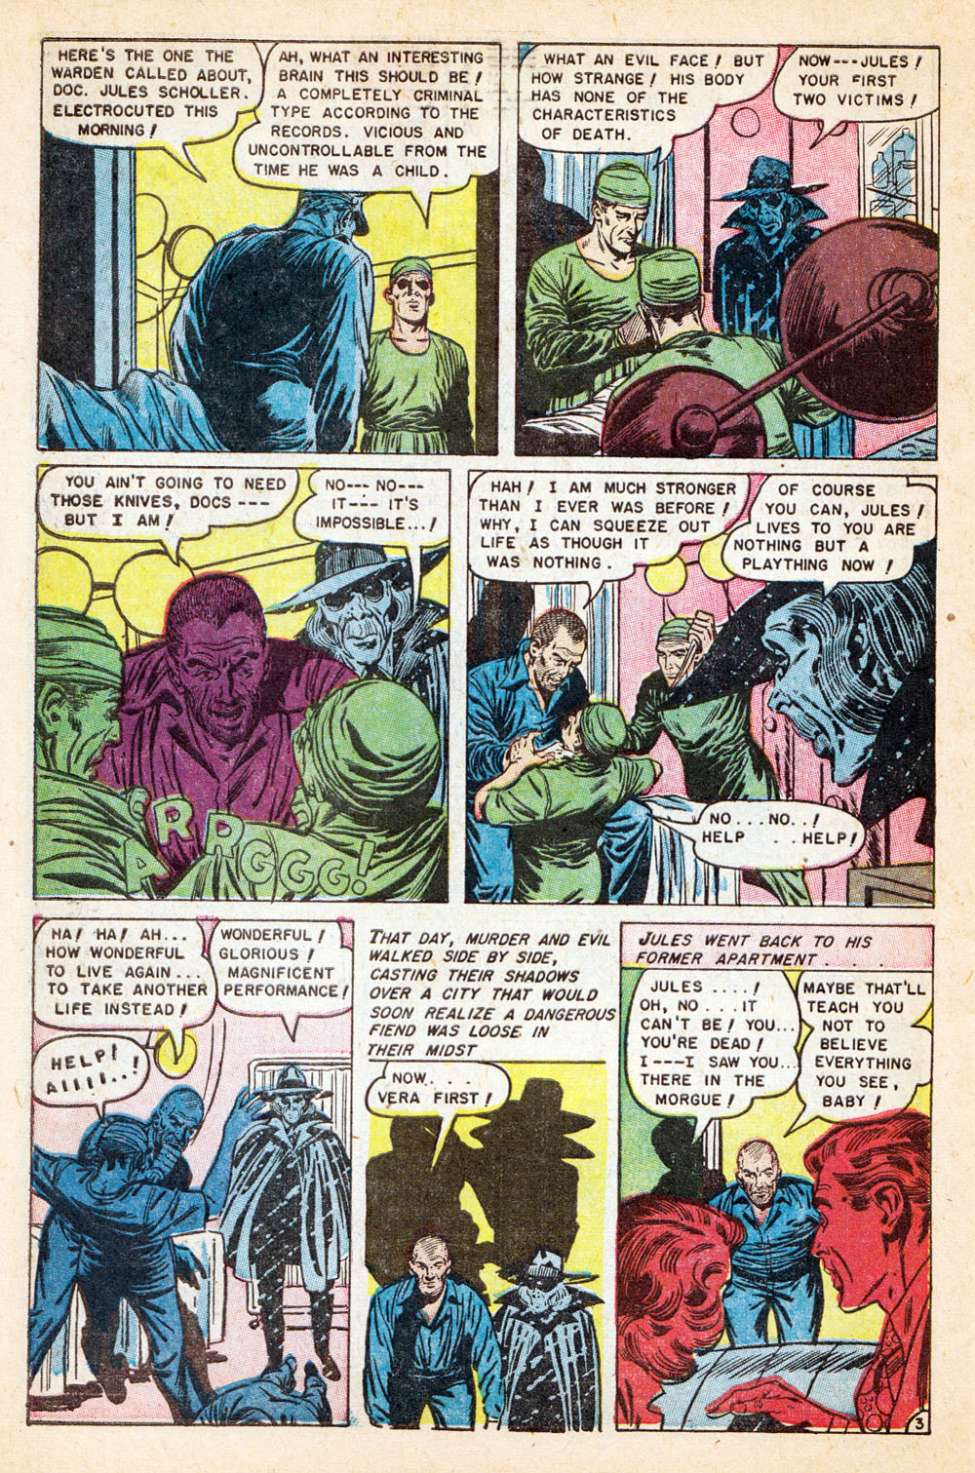 HERE'S THE ONE THE
WARDEN CALLED ABOUT,
DOC. JULES SCHOLLER.
ELECTROCUTED THIS
MORNING!
AH, WHAT AN INTERESTING
BRAIN THIS SHOULD BE!
A COMPLETELY CRIMINAL
TYPE ACCORDING TO THE
RECORDS. VICIOUS AND
UNCONTROLLABLE FROM THE
TIME HE WAS A CHILD.
WHAT AN EVIL FACE! BUT
HOW STRANGE! HIS BODY
HAS NONE OF THE
CHARACTERISTICS
OF DEATH.
NOW---JULES!
YOUR FIRST
TWO VICTIMS!
YOU AIN'T GOING TO NEED
THOSE KNIVES, DOCS ---
BUT I AM!
NO--- NO---
IT--- IT'S
IMPOSSIBLE...!
ARRRGGG!
HAH! I AM MUCH STRONGER
THAN I EVER WAS BEFORE!
WHY, I CAN SQUEEZE OUT
LIFE AS THOUGH IT
WAS NOTHING.
OF COURSE
YOU CAN, JULES!
LIVES TO YOU ARE
NOTHING BUT A
PLAYTHING NOW!
NO...NO..!
HELP ...HELP!
HA! HA! AH...
HOW WONDERFUL
TO LIVE AGAIN...
TO TAKE ANOTHER
LIFE INSTEAD!
WONDERFUL!
GLORIOUS!
MAGNIFICENT
PERFORMANCE!
HELP!
AIIII...!
THAT DAY, MURDER AND EVIL
WALKED SIDE BY SIDE,
CASTING THEIR SHADOWS
OVER A CITY THAT WOULD
SOON REALIZE A DANGEROUS
FIEND WAS LOOSE IN
THEIR MIDST
NOW...
VERA FIRST!
JULES WENT BACK TO HIS
FORMER APARTMENT . . .
JULES ....!
OH, NO...IT
CAN'T BE! YOU...
YOU'RE DEAD!
I---I SAW YOU...
THERE IN THE
MORGUE!
MAYBE THAT'LL
TEACH YOU
NOT TO
BELIEVE
EVERYTHING
YOU SEE,
BABY!
3